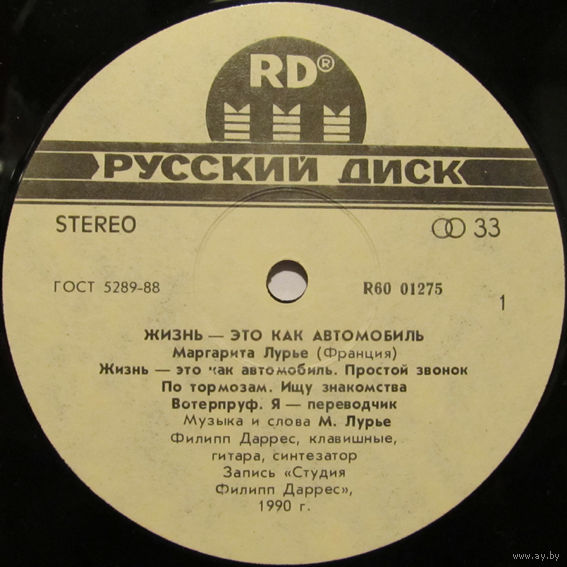 RD®
РУССКИЙ ДИСК
STEREO
33
ГОСТ 5289-88
R60 01275
1
ЖИЗНЬ — ЭТО КАК АВТОМОБИЛЬ
Маргарита Лурье (Франция)
Жизнь — это как автомобиль. Простой звонок
По тормозам. Ищу знакомства
Вотерпруф. Я — переводчик
Музыка и слова М. Лурье
Филипп Даррес, клавишные,
гитара, синтезатор
Запись «Студия
Филипп Даррес»,
1990 г.
www.ay.by